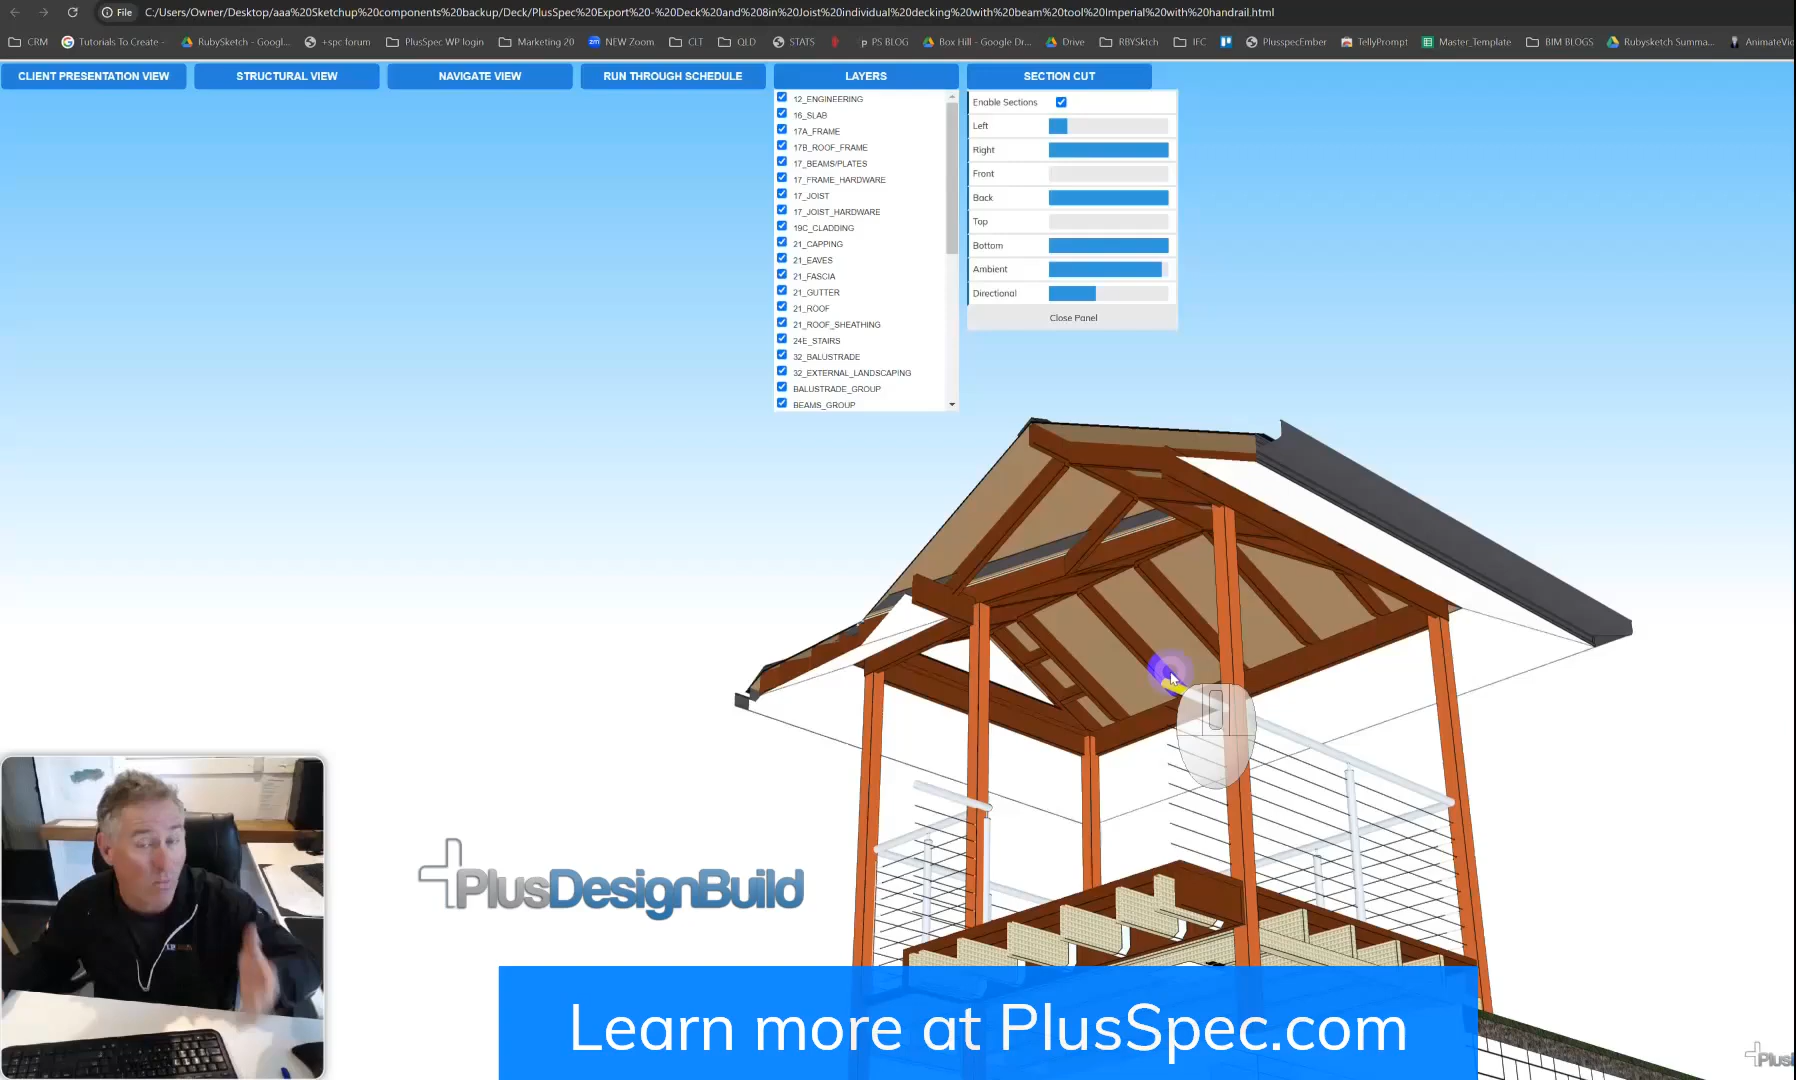 File C:/Users/Owner/Desktop/aaa%20Sketchup%20components%20backup/Deck/PlusSpec%20Export%20-%20Deck%20and%208in%20Joist%20individual%20decking%20with%20beam%20tool%20Imperial%20with%20handrail.html
CRM Tutorials To Create - RubySketch - Googl... +spc forum PlusSpec WP login Marketing 20 NEW Zoom CLT QLD STATS PS BLOG Box Hill - Google Dr... Drive RBYSktch IFC PlusspecEmber TellyPrompt Master_Template BIM BLOGS Rubysketch Summa... AnimateVid
CLIENT PRESENTATION VIEW STRUCTURAL VIEW NAVIGATE VIEW RUN THROUGH SCHEDULE LAYERS SECTION CUT
12_ENGINEERING
16_SLAB
17A_FRAME
17B_ROOF_FRAME
17_BEAMS/PLATES
17_FRAME_HARDWARE
17_JOIST
17_JOIST_HARDWARE
19C_CLADDING
21_CAPPING
21_EAVES
21_FASCIA
21_GUTTER
21_ROOF
21_ROOF_SHEATHING
24E_STAIRS
32_BALUSTRADE
32_EXTERNAL_LANDSCAPING
BALUSTRADE_GROUP
BEAMS_GROUP
Enable Sections
Left
Right
Front
Back
Top
Bottom
Ambient
Directional
Close Panel
PlusDesignBuild
Learn more at PlusSpec.com